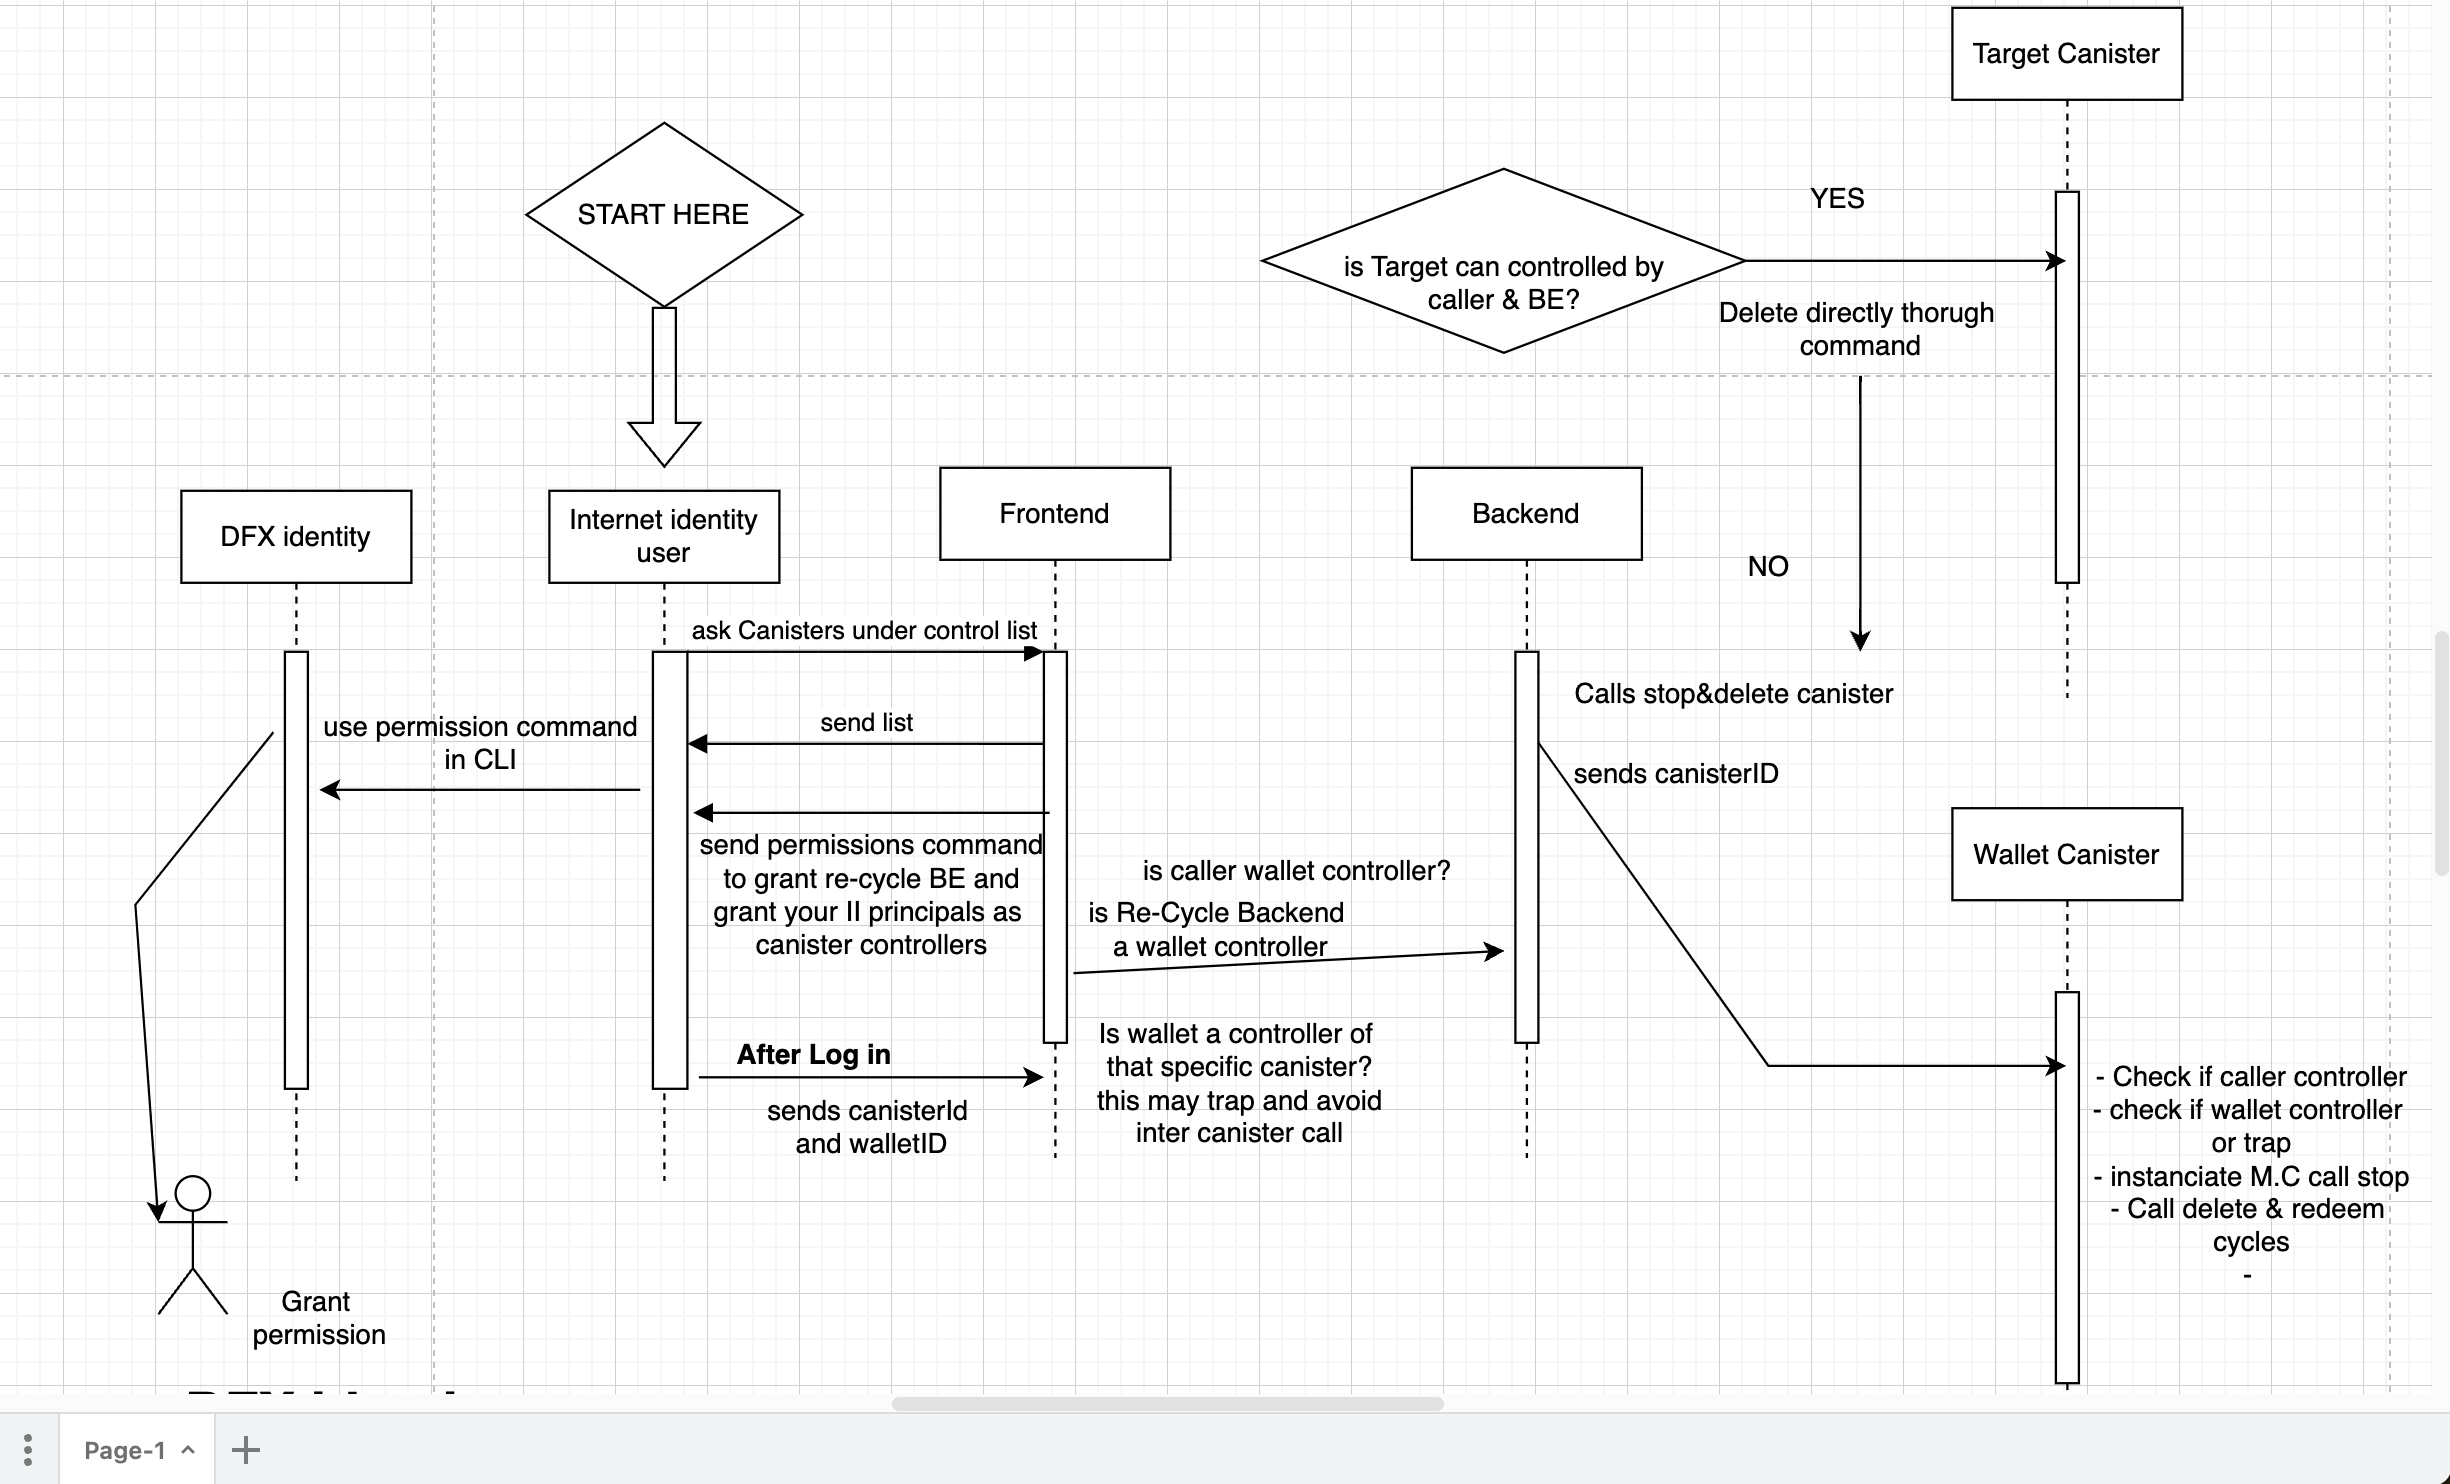 Target Canister
START HERE
YES
is Target can controlled by
caller & BE?
Delete directly thorugh
command
DFX identity
Internet identity
user
Frontend
Backend
NO
ask Canisters under control list
send list
use permission command
in CLI
Calls stop&delete canister
sends canisterID
send permissions command
to grant re-cycle BE and
grant your II principals as
canister controllers
is caller wallet controller?
is Re-Cycle Backend
a wallet controller
Wallet Canister
After Log in
sends canisterId
and walletID
Is wallet a controller of
that specific canister?
this may trap and avoid
inter canister call
- Check if caller controller
- check if wallet controller
or trap
- instanciate M.C call stop
- Call delete & redeem
cycles
-
Grant
permission
Page-1